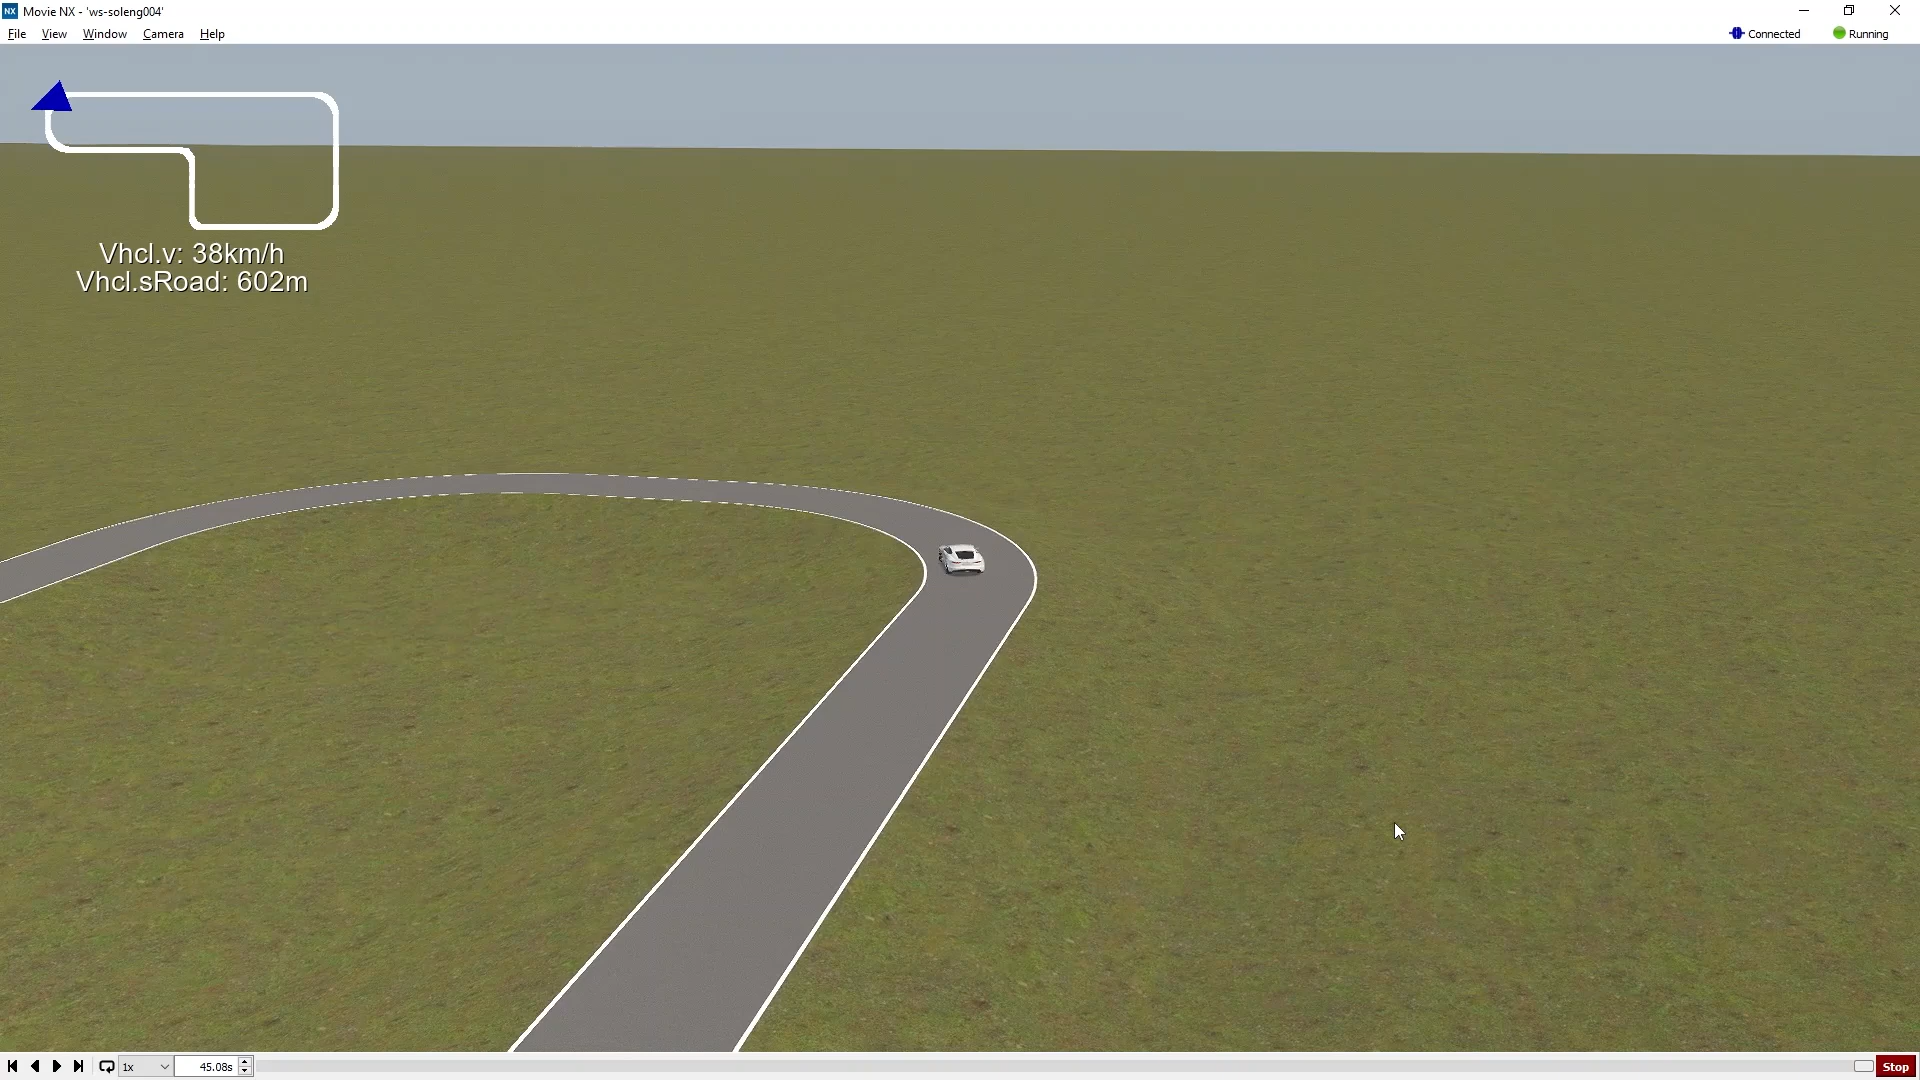 NX Movie NX - 'ws-soleng004'
File View Window Camera Help Connected Running
Vhcl.v: 38km/h
Vhcl.sRoad: 602m
1x 45.08s Stop